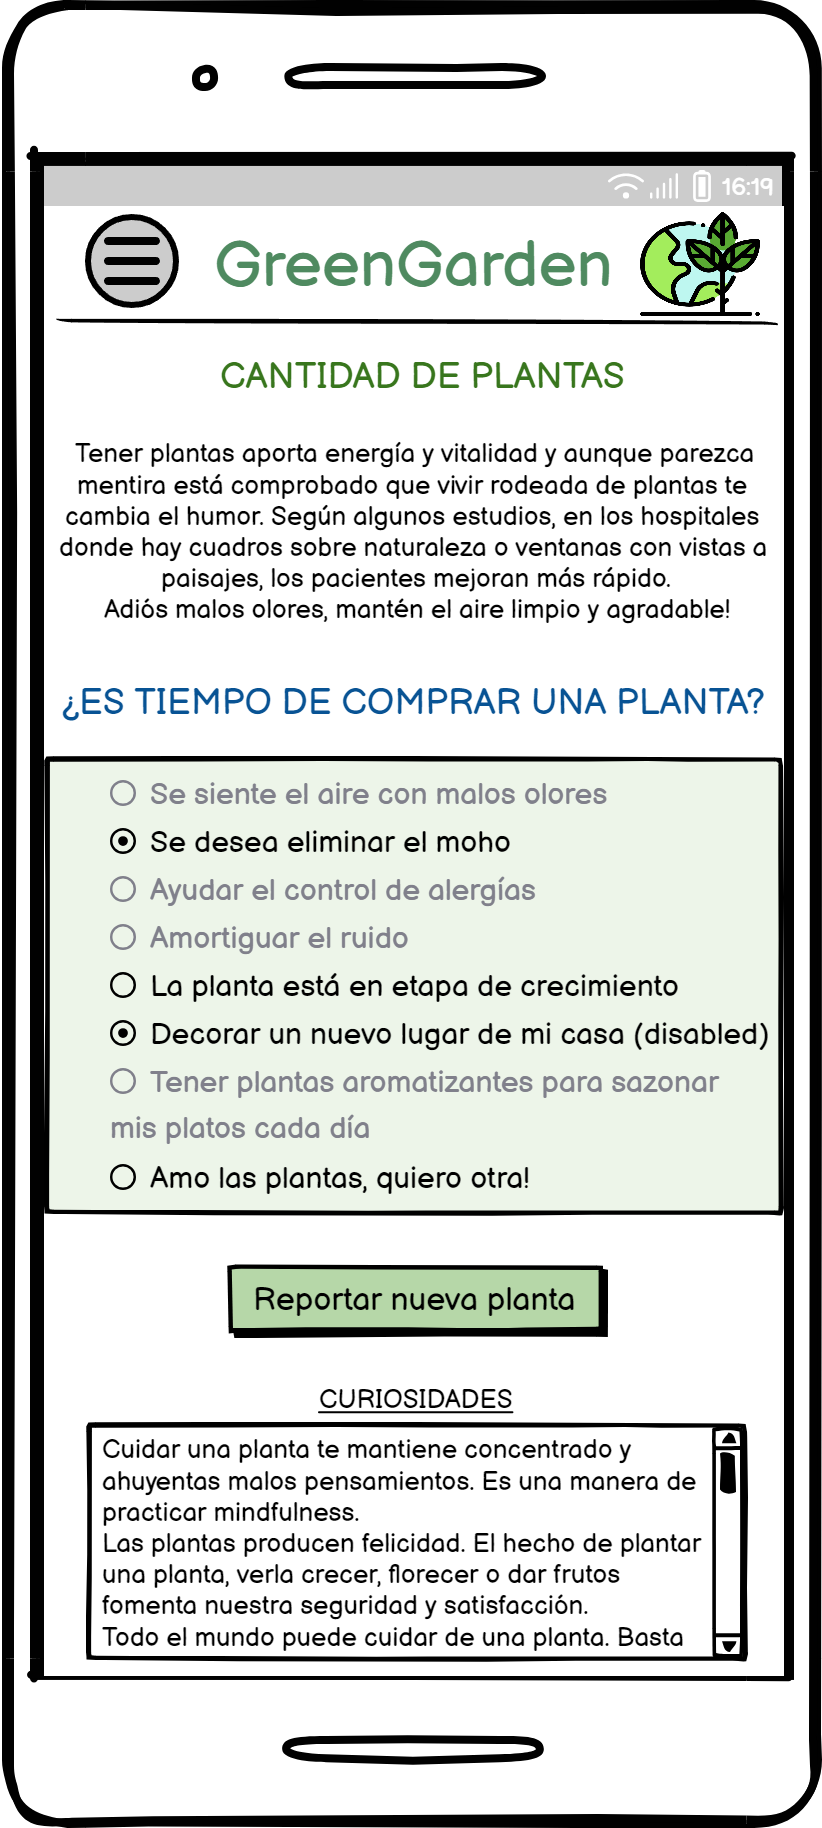 16:19
GreenGarden
CANTIDAD DE PLANTAS
Tener plantas aporta energía y vitalidad y aunque parezca
mentira está comprobado que vivir rodeada de plantas te
cambia el humor. Según algunos estudios, en los hospitales
donde hay cuadros sobre naturaleza o ventanas con vistas a
paisajes, los pacientes mejoran más rápido.
Adiós malos olores, mantén el aire limpio y agradable!
¿ES TIEMPO DE COMPRAR UNA PLANTA?
Se siente el aire con malos olores
Se desea eliminar el moho
Ayudar el control de alergías
Amortiguar el ruido
La planta está en etapa de crecimiento
Decorar un nuevo lugar de mi casa (disabled)
Tener plantas aromatizantes para sazonar
mis platos cada día
Amo las plantas, quiero otra!
Reportar nueva planta
CURIOSIDADES
Cuidar una planta te mantiene concentrado y
ahuyentas malos pensamientos. Es una manera de
practicar mindfulness.
Las plantas producen felicidad. El hecho de plantar
una planta, verla crecer, florecer o dar frutos
fomenta nuestra seguridad y satisfacción.
Todo el mundo puede cuidar de una planta. Basta